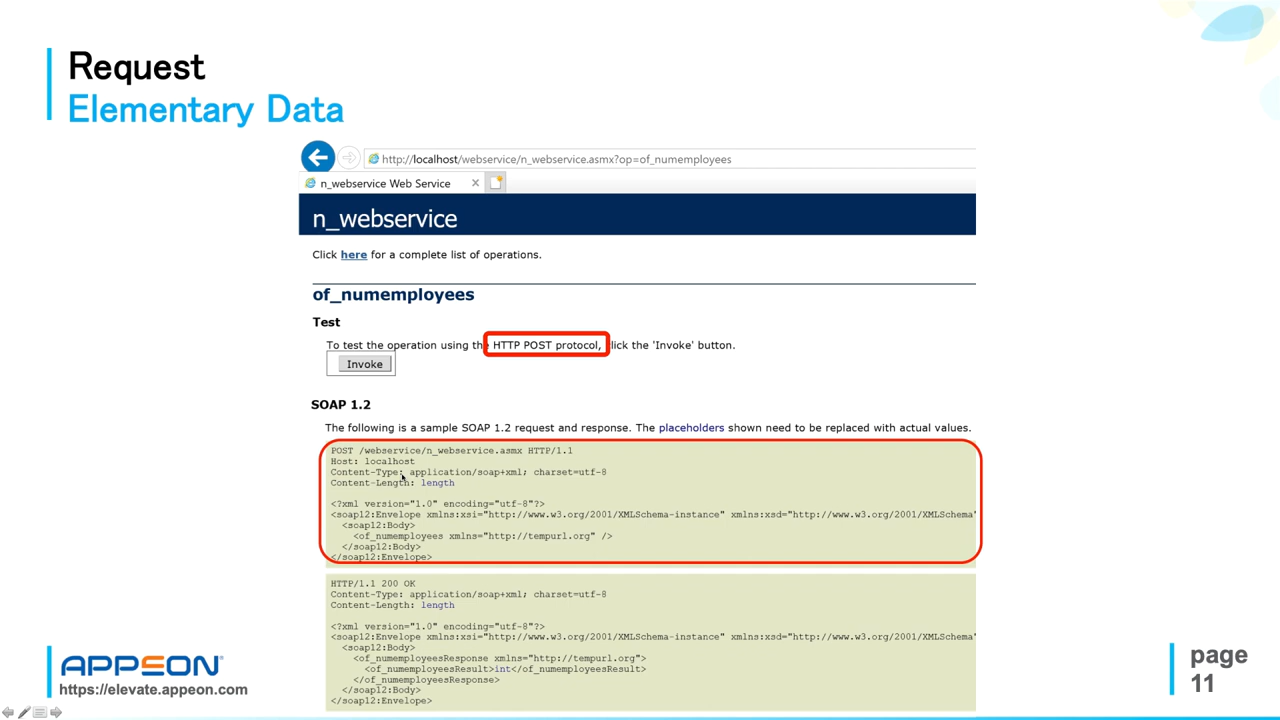 Request
Elementary Data
http://localhost/webservice/n_webservice.asmx?op=of_numemployees
n_webservice Web Service
n_webservice
Click here for a complete list of operations.
of_numemployees
Test
To test the operation using the HTTP POST protocol, click the 'Invoke' button.
Invoke
SOAP 1.2
The following is a sample SOAP 1.2 request and response. The placeholders shown need to be replaced with actual values.
POST /webservice/n_webservice.asmx HTTP/1.1
Host: localhost
Content-Type: application/soap+xml; charset=utf-8
Content-Length: length
<?xml version="1.0" encoding="utf-8"?>
<soap12:Envelope xmlns:xsi="http://www.w3.org/2001/XMLSchema-instance" xmlns:xsd="http://www.w3.org/2001/XMLSchema"
<soap12:Body>
<of_numemployees xmlns="http://tempurl.org" />
</soap12:Body>
</soap12:Envelope>
HTTP/1.1 200 OK
Content-Type: application/soap+xml; charset=utf-8
Content-Length: length
<?xml version="1.0" encoding="utf-8"?>
<soap12:Envelope xmlns:xsi="http://www.w3.org/2001/XMLSchema-instance" xmlns:xsd="http://www.w3.org/2001/XMLSchema"
<soap12:Body>
<of_numemployeesResponse xmlns="http://tempurl.org">
<of_numemployeesResult>int</of_numemployeesResult>
</of_numemployeesResponse>
</soap12:Body>
</soap12:Envelope>
APPEON®
https://elevate.appeon.com
page
11